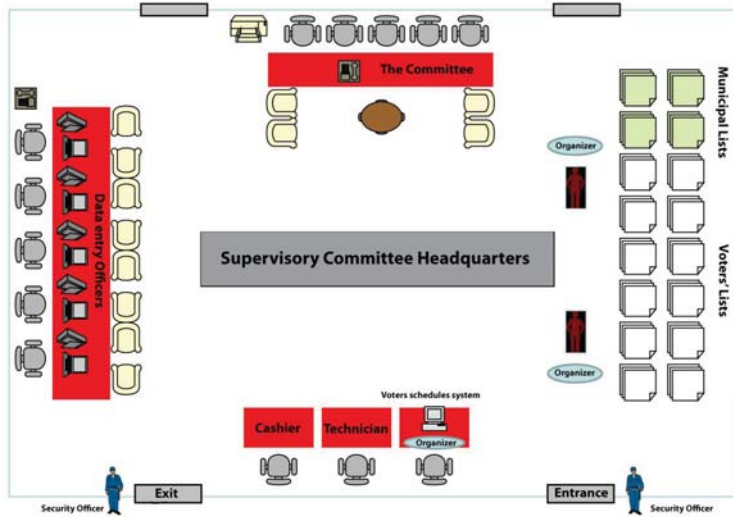 The Committee
Municipal Lists
Organizer
Data entry Officers
Supervisory Committee Headquarters
Voters' Lists
Organizer
Voters schedules system
Cashier
Technician
Organizer
Exit
Entrance
Security Officer
Security Officer